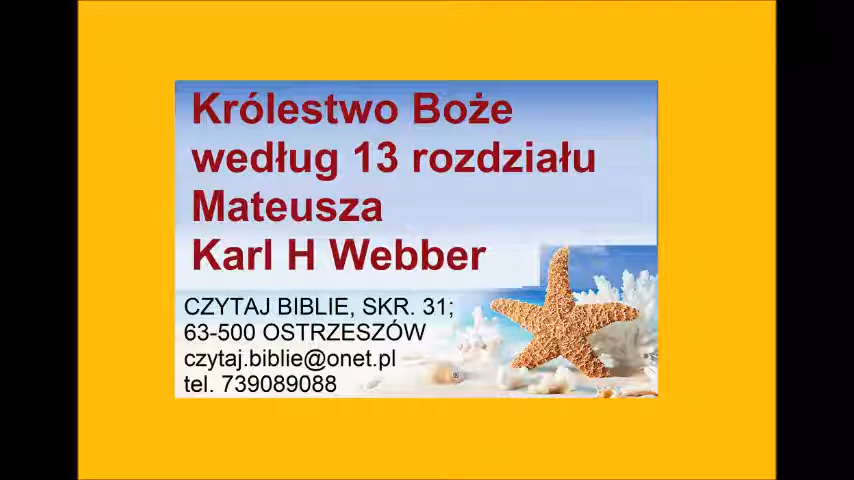 Królestwo Boże
według 13 rozdziału
Mateusza
Karl H Webber
CZYTAJ BIBLIE, SKR. 31;
63-500 OSTRZESZÓW
czytaj.biblie@onet.pl
tel. 739089088